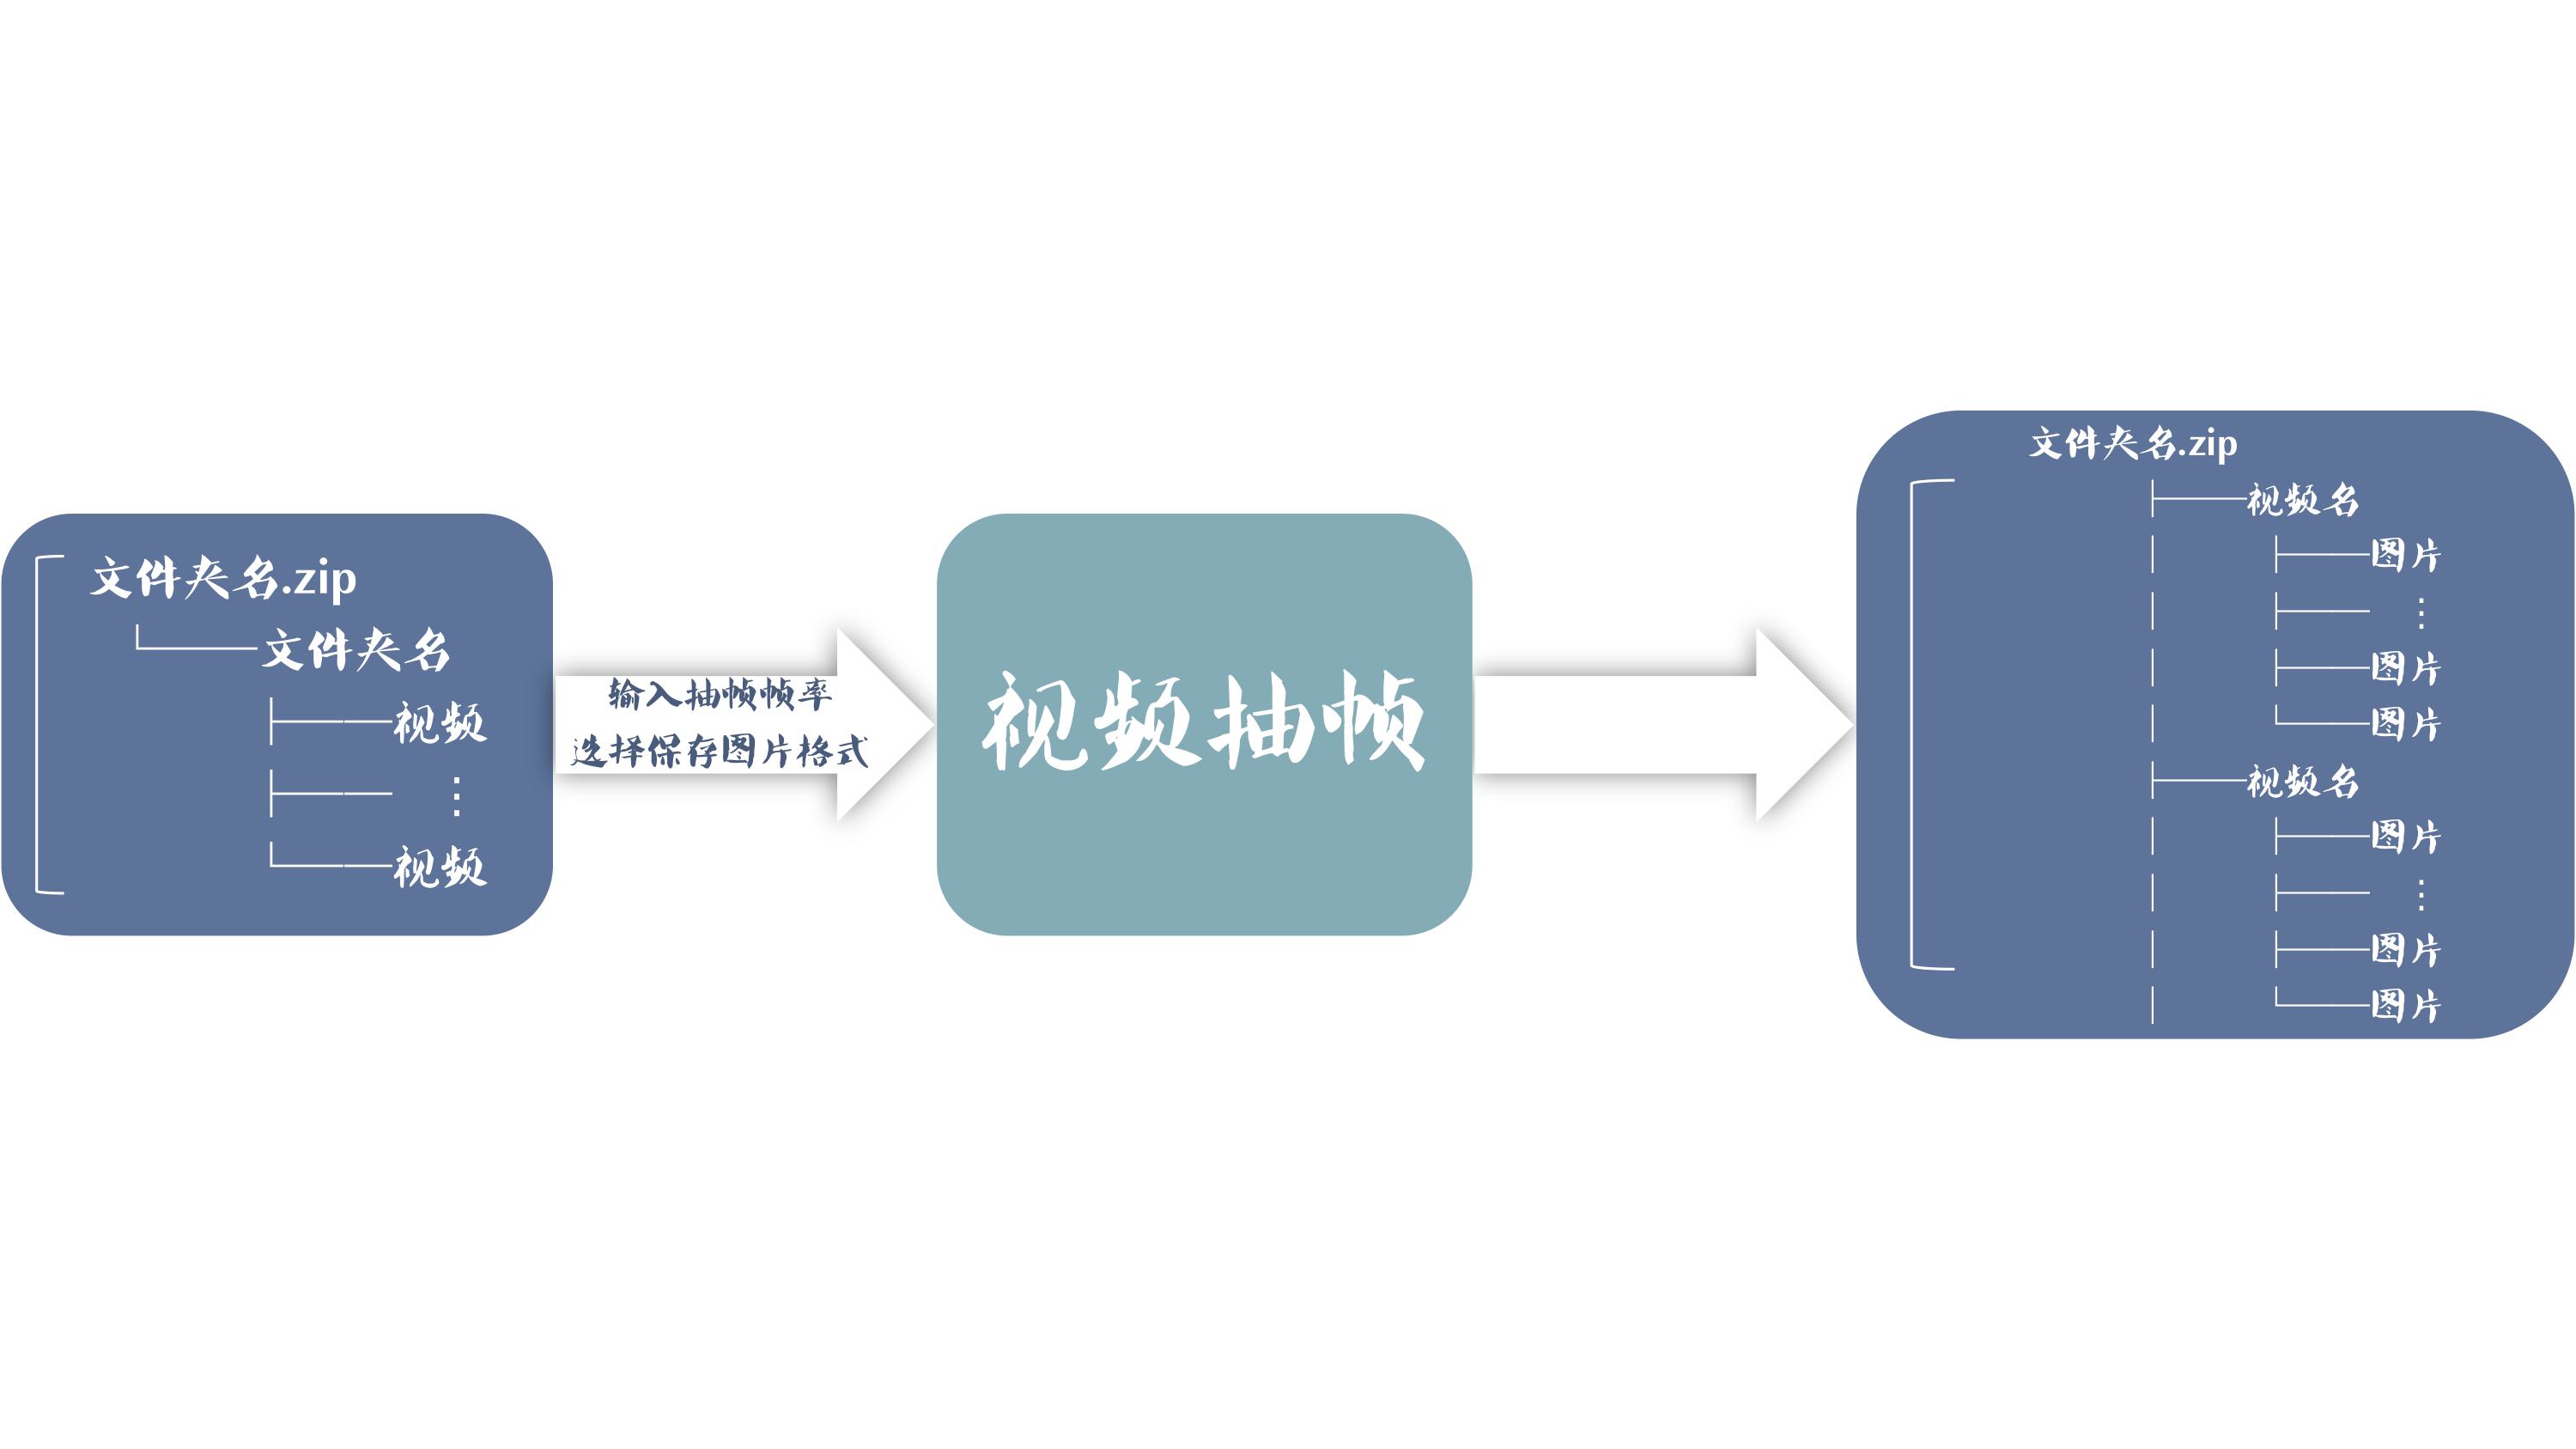 文件夹名.zip
└───文件夹名
├───视频
├───  ⋮
└───视频
输入抽帧帧率
选择保存图片格式
视频抽帧
文件夹名.zip
├───视频名
│   ├───图片
│   ├───  ⋮
│   ├───图片
│   └───图片
├───视频名
│   ├───图片
│   ├───  ⋮
│   ├───图片
│   └───图片